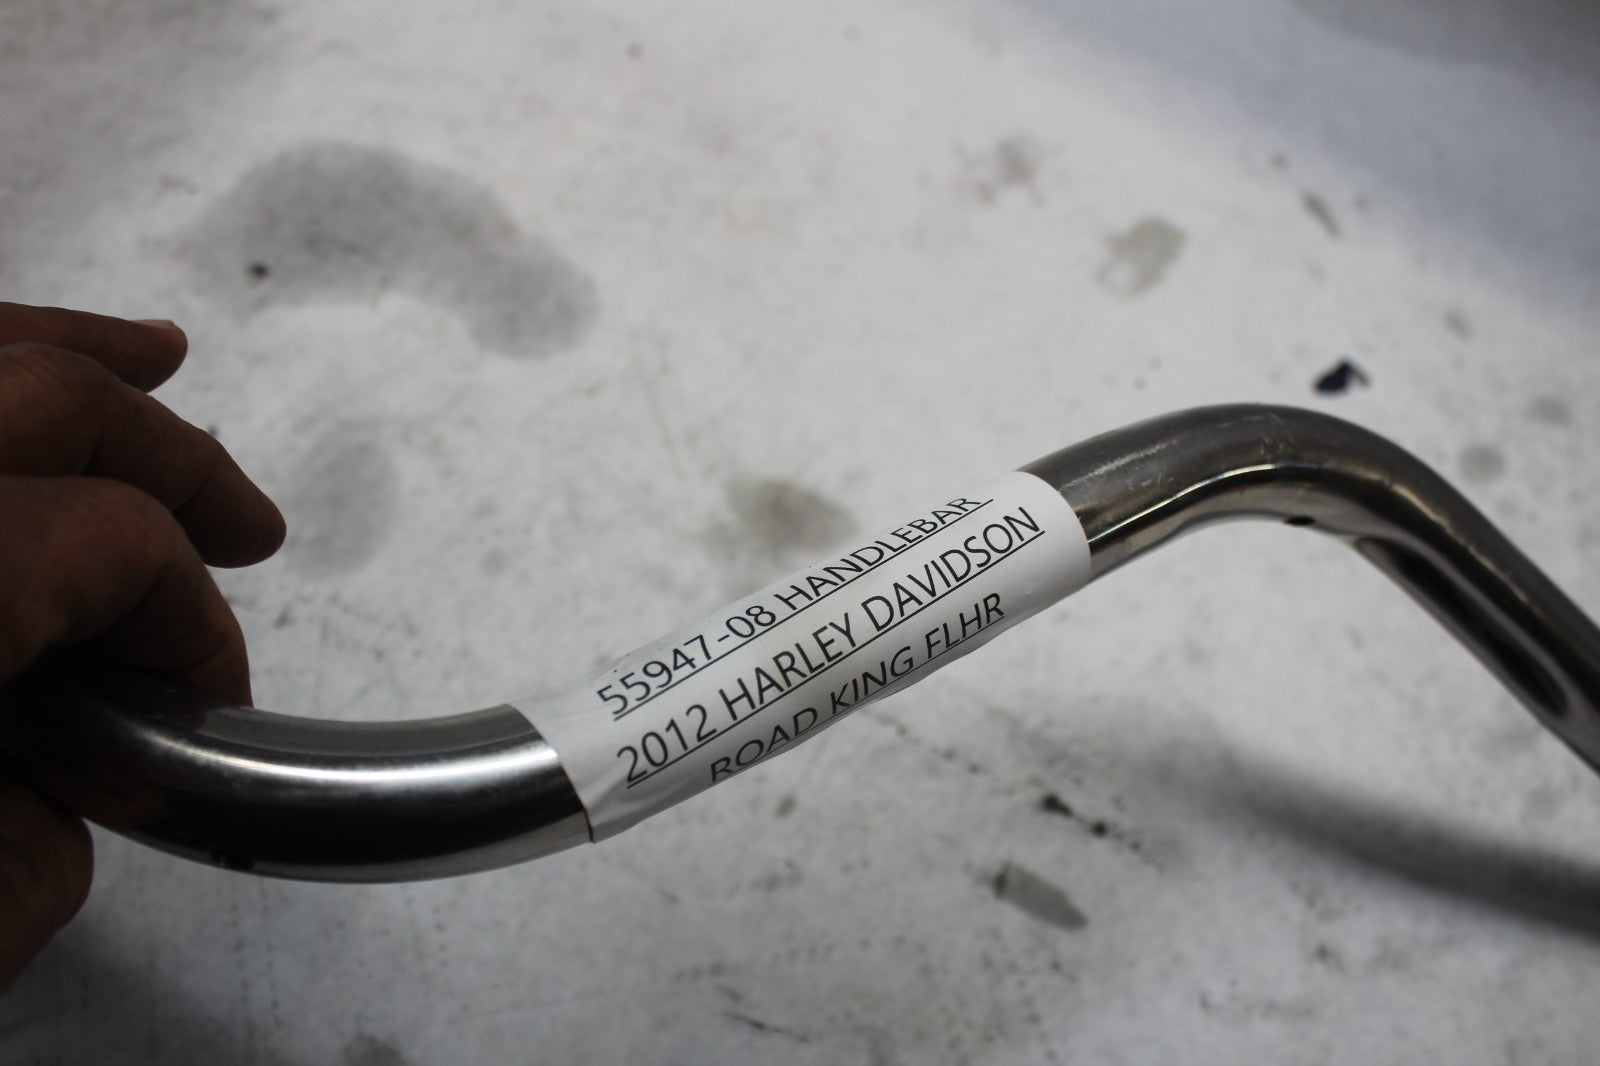 55947-08 HANDLEBAR
2012 HARLEY DAVIDSON
ROAD KING FLHR